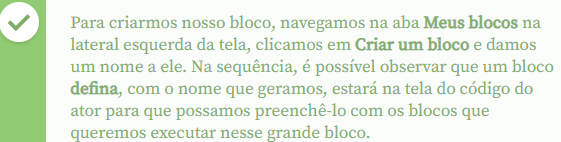 Para criarmos nosso bloco, navegamos na aba Meus blocos na
lateral esquerda da tela, clicamos em Criar um bloco e damos
um nome a ele. Na sequência, é possível observar que um bloco
defina, com o nome que geramos, estará na tela do código do
ator para que possamos preenchê-lo com os blocos que
queremos executar nesse grande bloco.